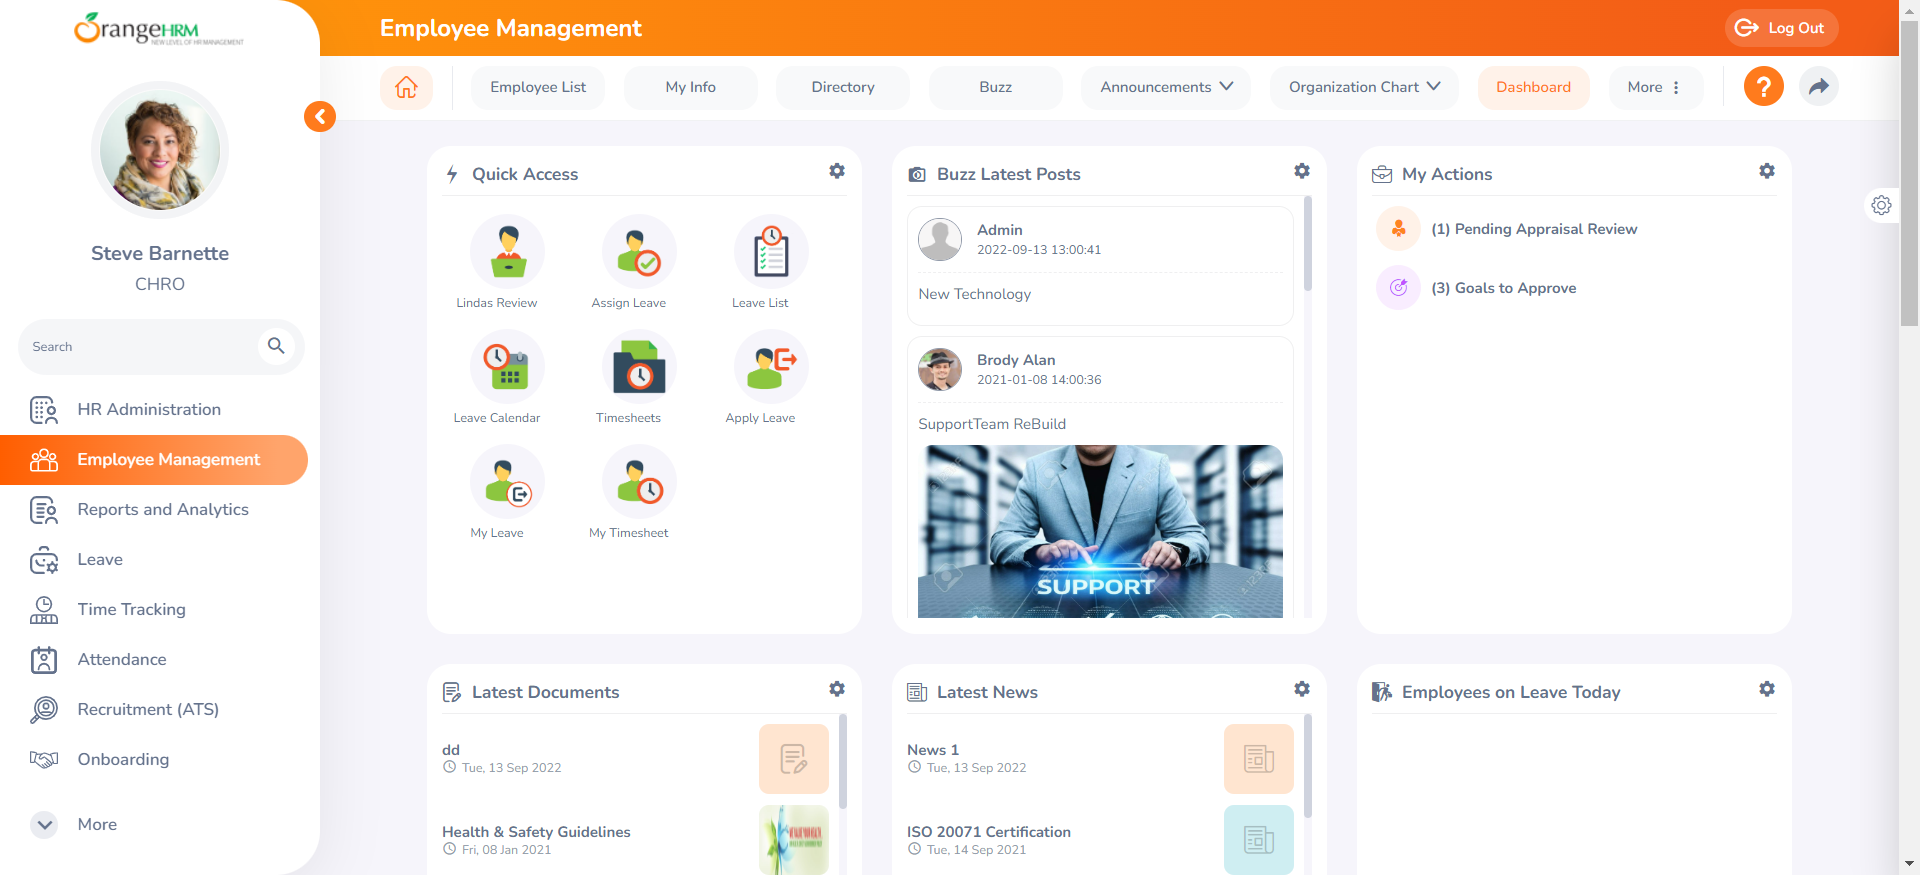 OrangeHRM
NEW LEVEL OF HR MANAGEMENT
Employee Management
Log Out
Employee List
My Info
Directory
Buzz
Announcements
Organization Chart
Dashboard
More
?
Steve Barnette
CHRO
Search
HR Administration
Employee Management
Reports and Analytics
Leave
Time Tracking
Attendance
Recruitment (ATS)
Onboarding
More
Quick Access
Lindas Review
Assign Leave
Leave List
Leave Calendar
Timesheets
Apply Leave
My Leave
My Timesheet
Buzz Latest Posts
Admin
2022-09-13 13:00:41
New Technology
Brody Alan
2021-01-08 14:00:36
SupportTeam ReBuild
SUPPORT
My Actions
(1) Pending Appraisal Review
(3) Goals to Approve
Latest Documents
dd
Tue, 13 Sep 2022
Health & Safety Guidelines
Fri, 08 Jan 2021
Latest News
News 1
Tue, 13 Sep 2022
ISO 20071 Certification
Tue, 14 Sep 2021
Employees on Leave Today